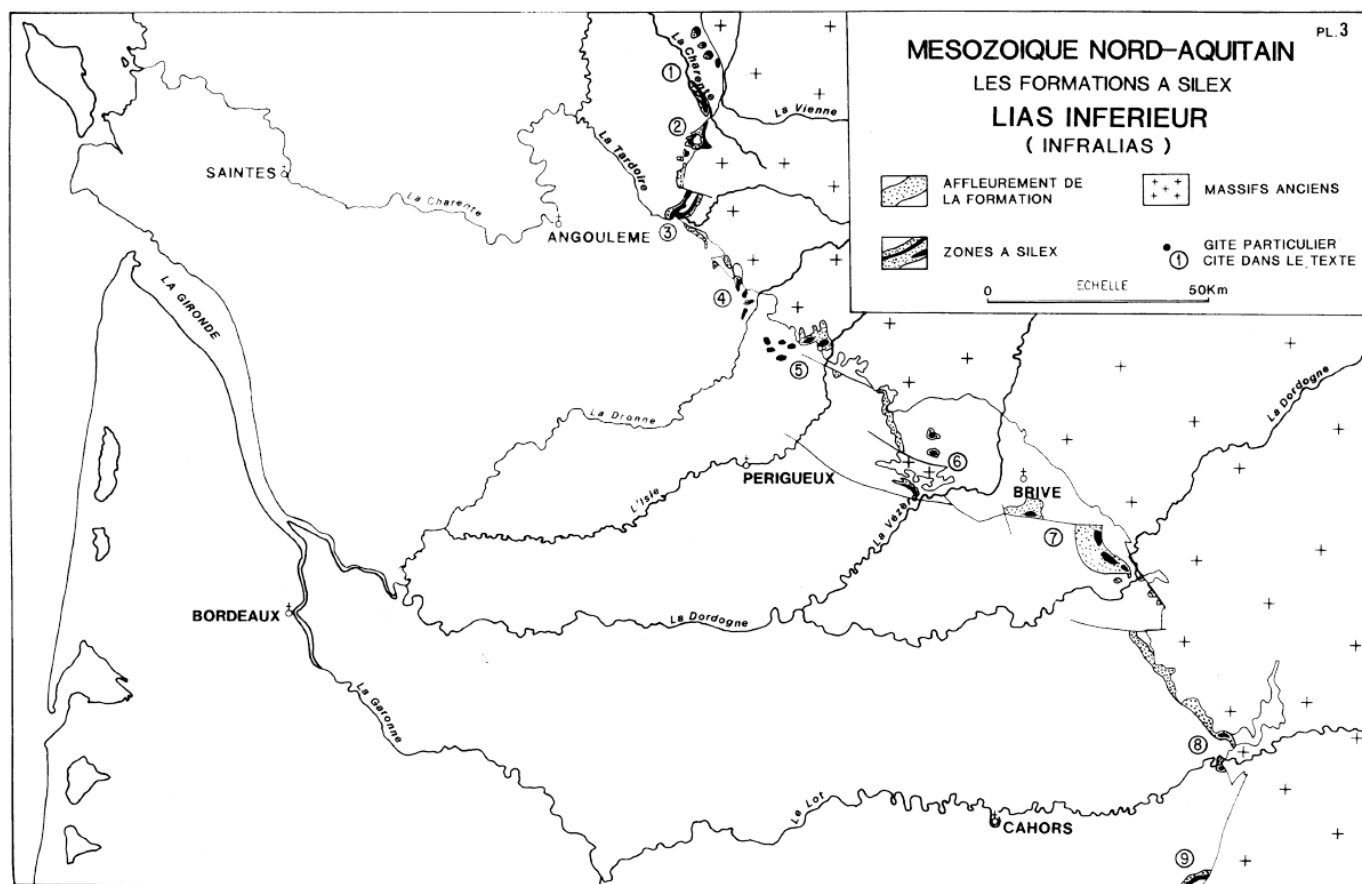 PL.3
MESOZOIQUE NORD-AQUITAIN
LES FORMATIONS A SILEX
LIAS INFERIEUR
( INFRALIAS )
AFFLEUREMENT DE
LA FORMATION
MASSIFS ANCIENS
ZONES A SILEX
1
GITE PARTICULIER
CITE DANS LE TEXTE
0 ECHELLE 50Km
1
La Charente
La Vienne
2
La Tardoire
SAINTES
La Charente
ANGOULEME
3
LA GIRONDE
4
5
La Dronne
La Dordogne
PERIGUEUX
6
BRIVE
L'Isle
La Vézère
7
BORDEAUX
La Dordogne
La Garonne
8
Le Lot
CAHORS
9